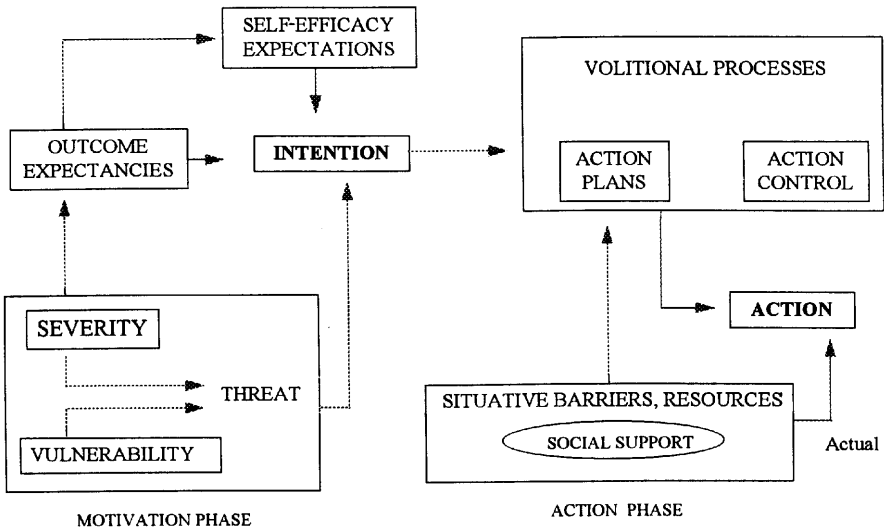 SELF-EFFICACY
EXPECTATIONS
OUTCOME
EXPECTANCIES
INTENTION
SEVERITY
THREAT
VULNERABILITY
MOTIVATION PHASE
VOLITIONAL PROCESSES
ACTION
PLANS
ACTION
CONTROL
ACTION
SITUATIVE BARRIERS, RESOURCES
SOCIAL SUPPORT
Actual
ACTION PHASE